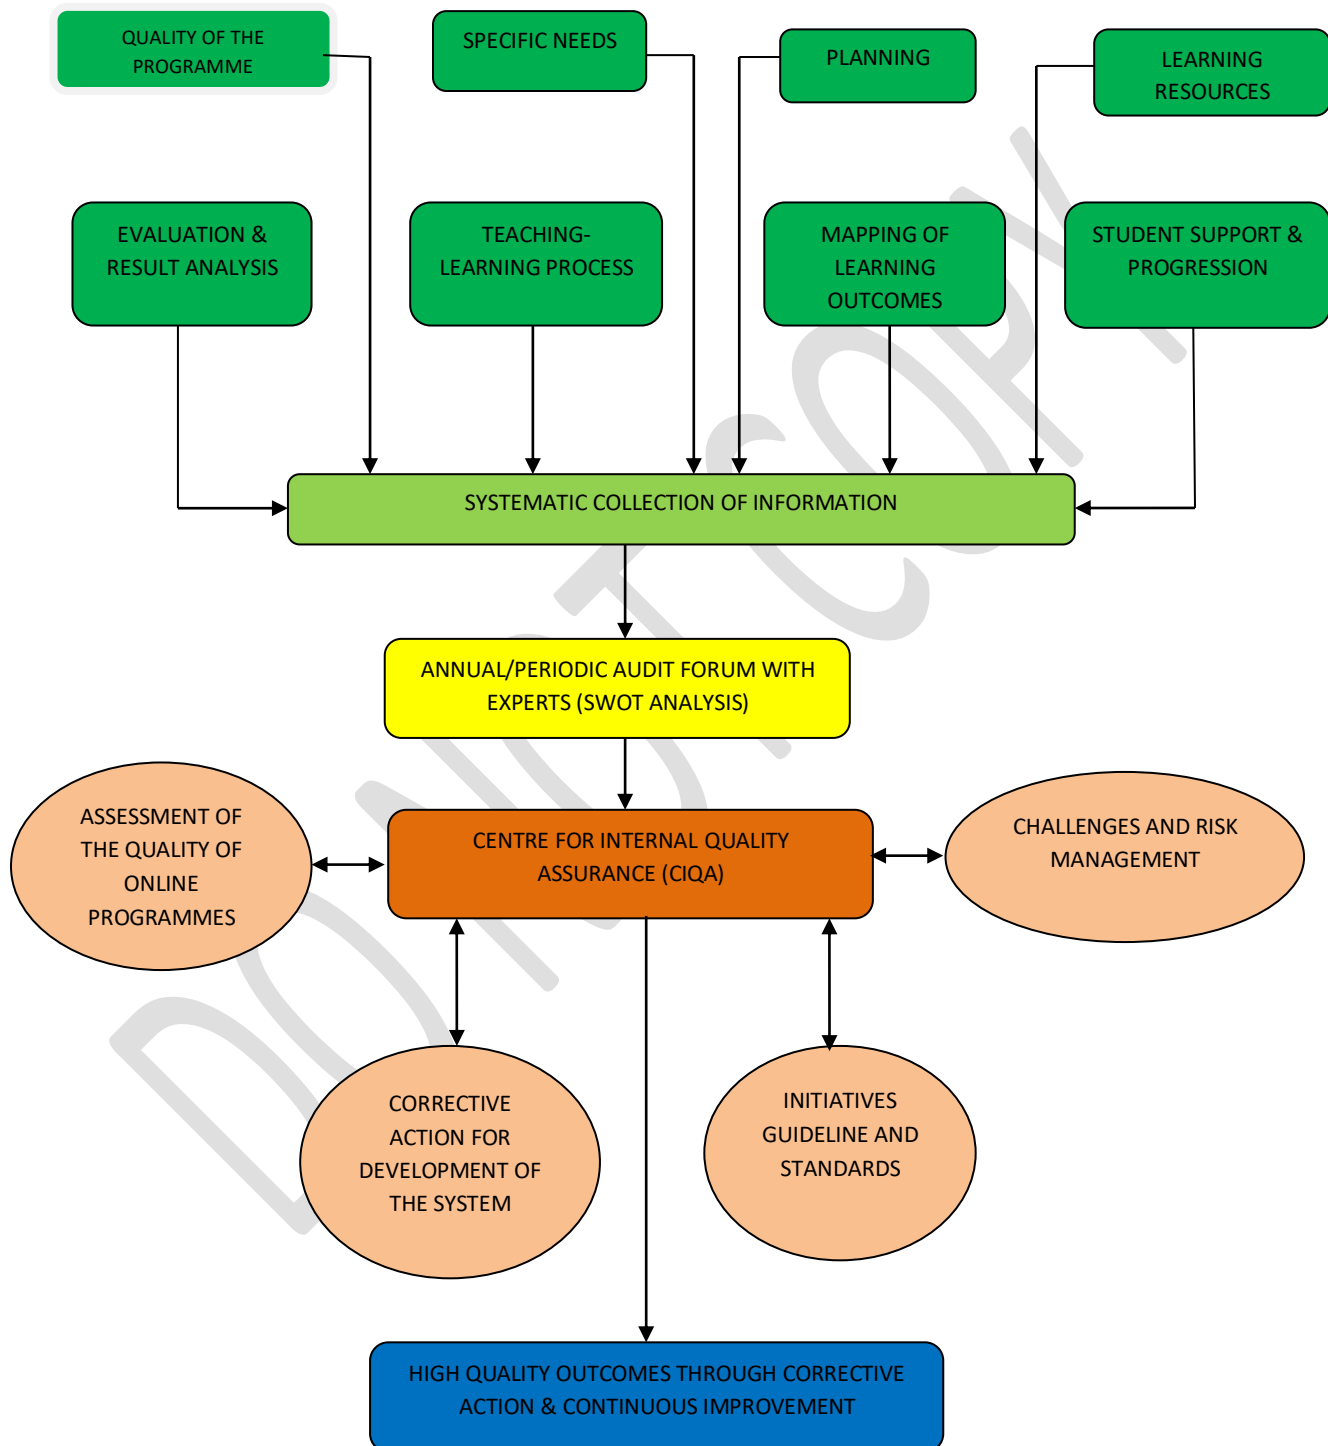 QUALITY OF THE
PROGRAMME
SPECIFIC NEEDS
PLANNING
LEARNING
RESOURCES
EVALUATION &
RESULT ANALYSIS
TEACHING-
LEARNING PROCESS
MAPPING OF
LEARNING
OUTCOMES
STUDENT SUPPORT &
PROGRESSION
SYSTEMATIC COLLECTION OF INFORMATION
ANNUAL/PERIODIC AUDIT FORUM WITH
EXPERTS (SWOT ANALYSIS)
ASSESSMENT OF
THE QUALITY OF
ONLINE
PROGRAMMES
CENTRE FOR INTERNAL QUALITY
ASSURANCE (CIQA)
CHALLENGES AND RISK
MANAGEMENT
CORRECTIVE
ACTION FOR
DEVELOPMENT OF
THE SYSTEM
INITIATIVES
GUIDELINE AND
STANDARDS
HIGH QUALITY OUTCOMES THROUGH CORRECTIVE
ACTION & CONTINUOUS IMPROVEMENT
DO NOT COPY